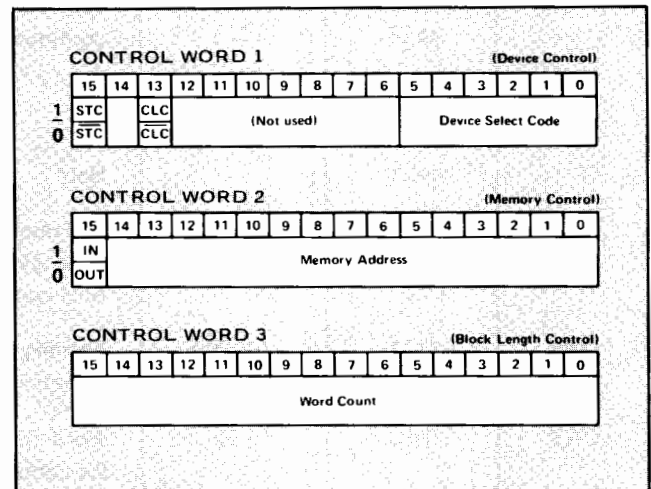 CONTROL WORD 1 (Device Control)
15 14 13 12 11 10 9 8 7 6 5 4 3 2 1 0
1 STC CLC (Not used) Device Select Code
0 STC CLC
CONTROL WORD 2 (Memory Control)
15 14 13 12 11 10 9 8 7 6 5 4 3 2 1 0
1 IN Memory Address
0 OUT
CONTROL WORD 3 (Block Length Control)
15 14 13 12 11 10 9 8 7 6 5 4 3 2 1 0
Word Count